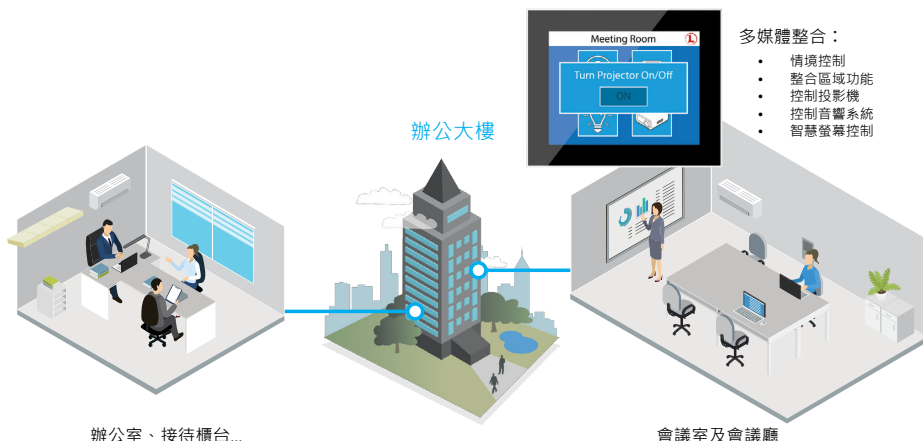 Meeting Room
Turn Projector On/Off
ON
多媒體整合：
• 情境控制
• 整合區域功能
• 控制投影機
• 控制音響系統
• 智慧螢幕控制
辦公大樓
辦公室、接待櫃台...
會議室及會議廳